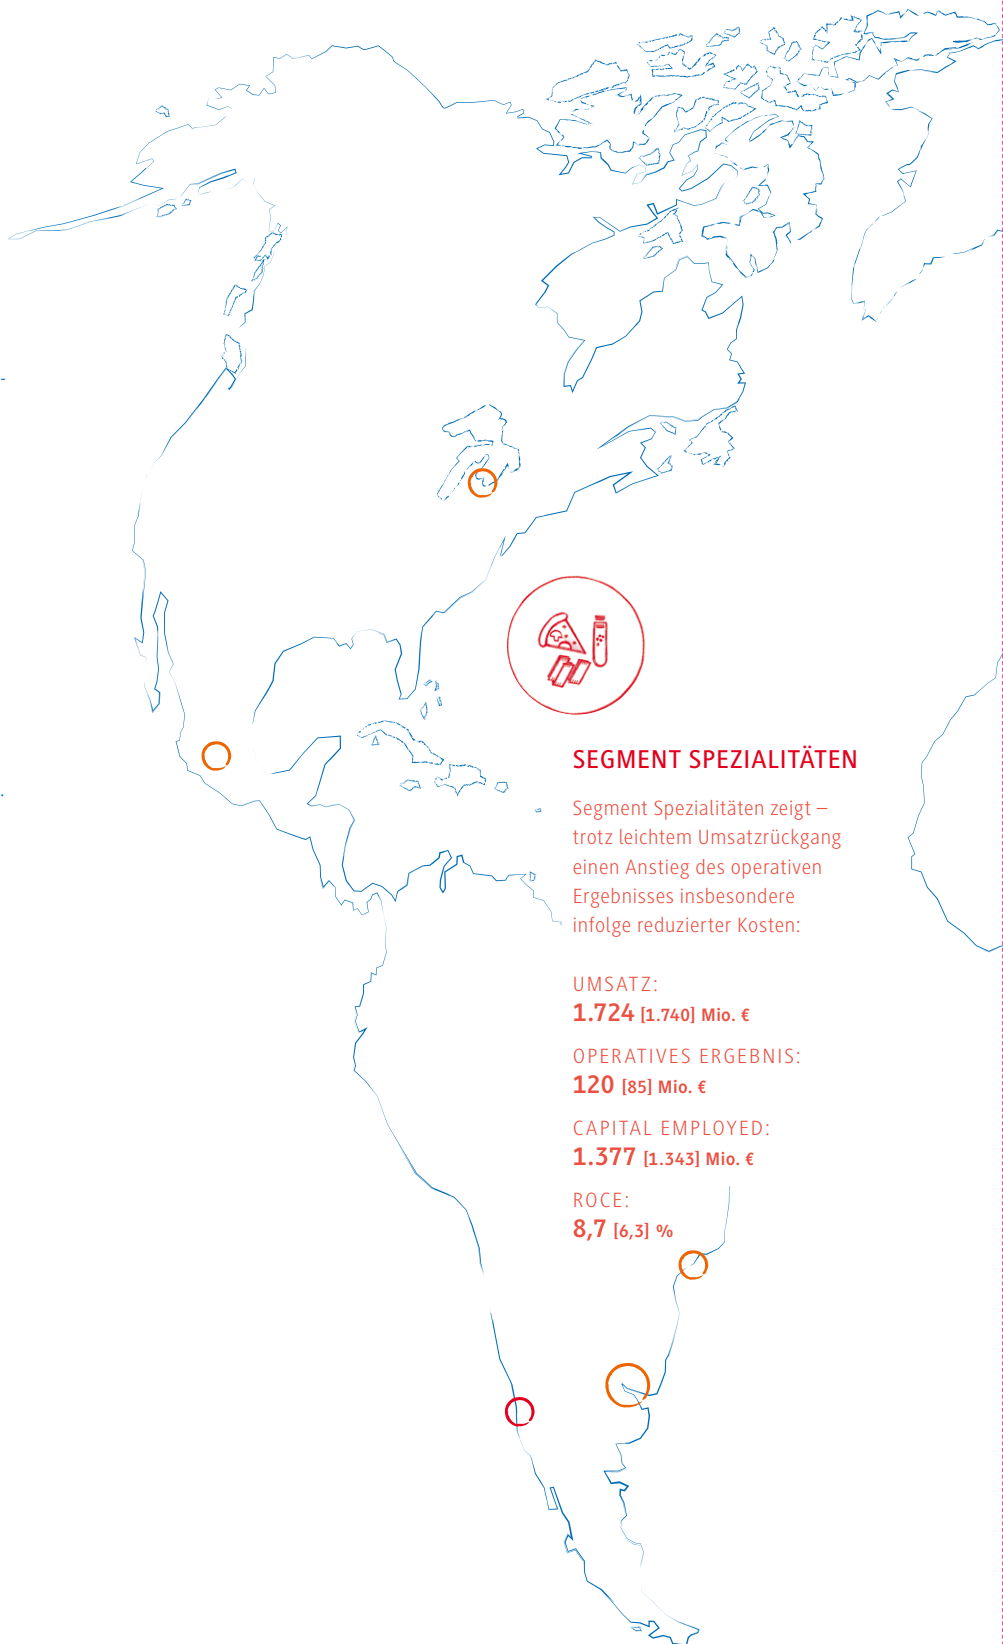 SEGMENT SPEZIALITÄTEN
Segment Spezialitäten zeigt –
trotz leichtem Umsatzrückgang
einen Anstieg des operativen
Ergebnisses insbesondere
infolge reduzierter Kosten:
UMSATZ:
1.724 [1.740] Mio. €
OPERATIVES ERGEBNIS:
120 [85] Mio. €
CAPITAL EMPLOYED:
1.377 [1.343] Mio. €
ROCE:
8,7 [6,3] %